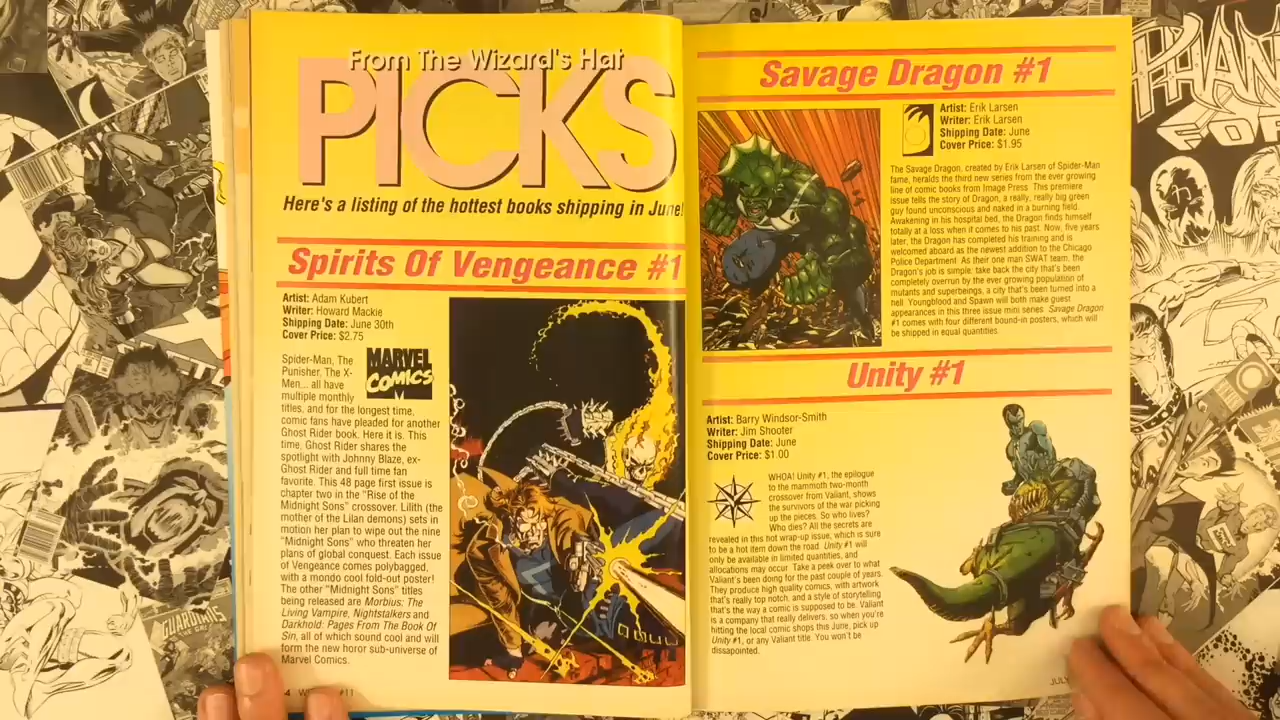 From The Wizard's Hat
PICKS
Here's a listing of the hottest books shipping in June!
Spirits Of Vengeance #1
Artist: Adam Kubert
Writer: Howard Mackie
Shipping Date: June 30th
Cover Price: $2.75
MARVEL
COMICS
Spider-Man, The
Punisher, The X-
Men... all have
multiple monthly
titles, and for the longest time,
comic fans have pleaded for another
Ghost Rider book. Here it is. This
time, Ghost Rider shares the
spotlight with Johnny Blaze, ex-
Ghost Rider and full time fan
favorite. This 48 page first issue is
chapter two in the "Rise of the
Midnight Sons" crossover. Lilith (the
mother of the Lilan demons) sets in
motion her plan to wipe out the nine
"Midnight Sons" who threaten her
plans of global conquest. Each issue
of Vengeance comes polybagged,
with a mondo cool fold-out poster!
The other "Midnight Sons" titles
being released are Morbius: The
Living Vampire, Nightstalkers and
Darkhold: Pages From The Book Of
Sin, all of which sound cool and will
form the new horor sub-universe of
Marvel Comics.
#11
Savage Dragon #1
Artist: Erik Larsen
Writer: Erik Larsen
Shipping Date: June
Cover Price: $1.95
The Savage Dragon, created by Erik Larsen of Spider-Man
fame, heralds the third new series from the ever growing
line of comic books from Image Press. This premiere
issue tells the story of Dragon, a really, really big green
guy found unconscious and naked in a burning field.
Awakening in his hospital bed, the Dragon finds himself
totally at a loss when it comes to his past. Now, five years
later, the Dragon has completed his training and is
welcomed aboard as the newest addition to the Chicago
Police Department. As their one man SWAT team, the
Dragon's job is simple: take back the city that's been
completely overrun by the ever growing population of
mutants and superbeings, a city that's been turned into a
hell. Youngblood and Spawn will both make guest
appearances in this three issue mini series. Savage Dragon
#1 comes with four different bound-in posters, which will
be shipped in equal quantities.
Unity #1
Artist: Barry Windsor-Smith
Writer: Jim Shooter
Shipping Date: June
Cover Price: $1.00
WHOA! Unity #1, the epilogue
to the mammoth two-month
crossover from Valiant, shows
the survivors of the war picking
up the pieces. So who lives?
Who dies? All the secrets are
revealed in this hot wrap-up issue, which is sure
to be a hot item down the road. Unity #1 will
only be available in limited quantities, and
allocations may occur. Take a peek over to what
Valiant's been doing for the past couple of years.
They produce high quality comics, with artwork
that's really top notch, and a style of storytelling
that's the way a comic is supposed to be. Valiant
is a company that really delivers, so when you're
hitting the local comic shops this June, pick up
Unity #1, or any Valiant title. You won't be
disappointed.